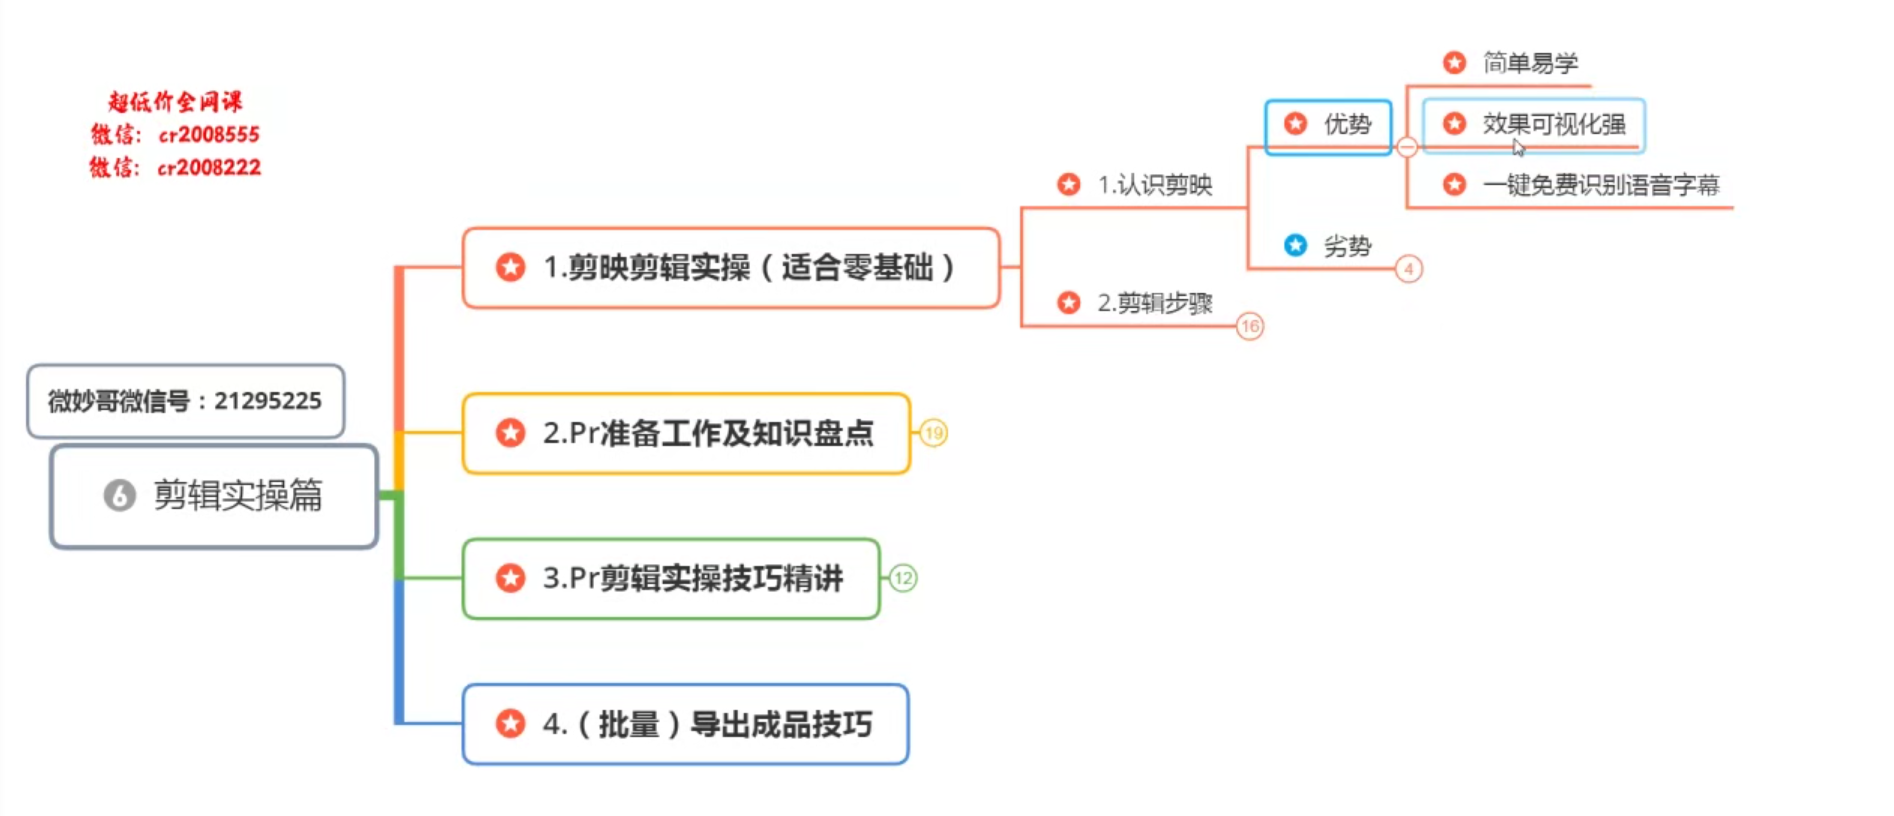 超低价全网课
微信：cr2008555
微信：cr2008222
微妙哥微信号：21295225
6 剪辑实操篇
1.剪映剪辑实操（适合零基础）
1.认识剪映
优势
简单易学
效果可视化强
一键免费识别语音字幕
劣势
4
2.剪辑步骤
16
2.Pr准备工作及知识盘点
19
3.Pr剪辑实操技巧精讲
12
4.（批量）导出成品技巧